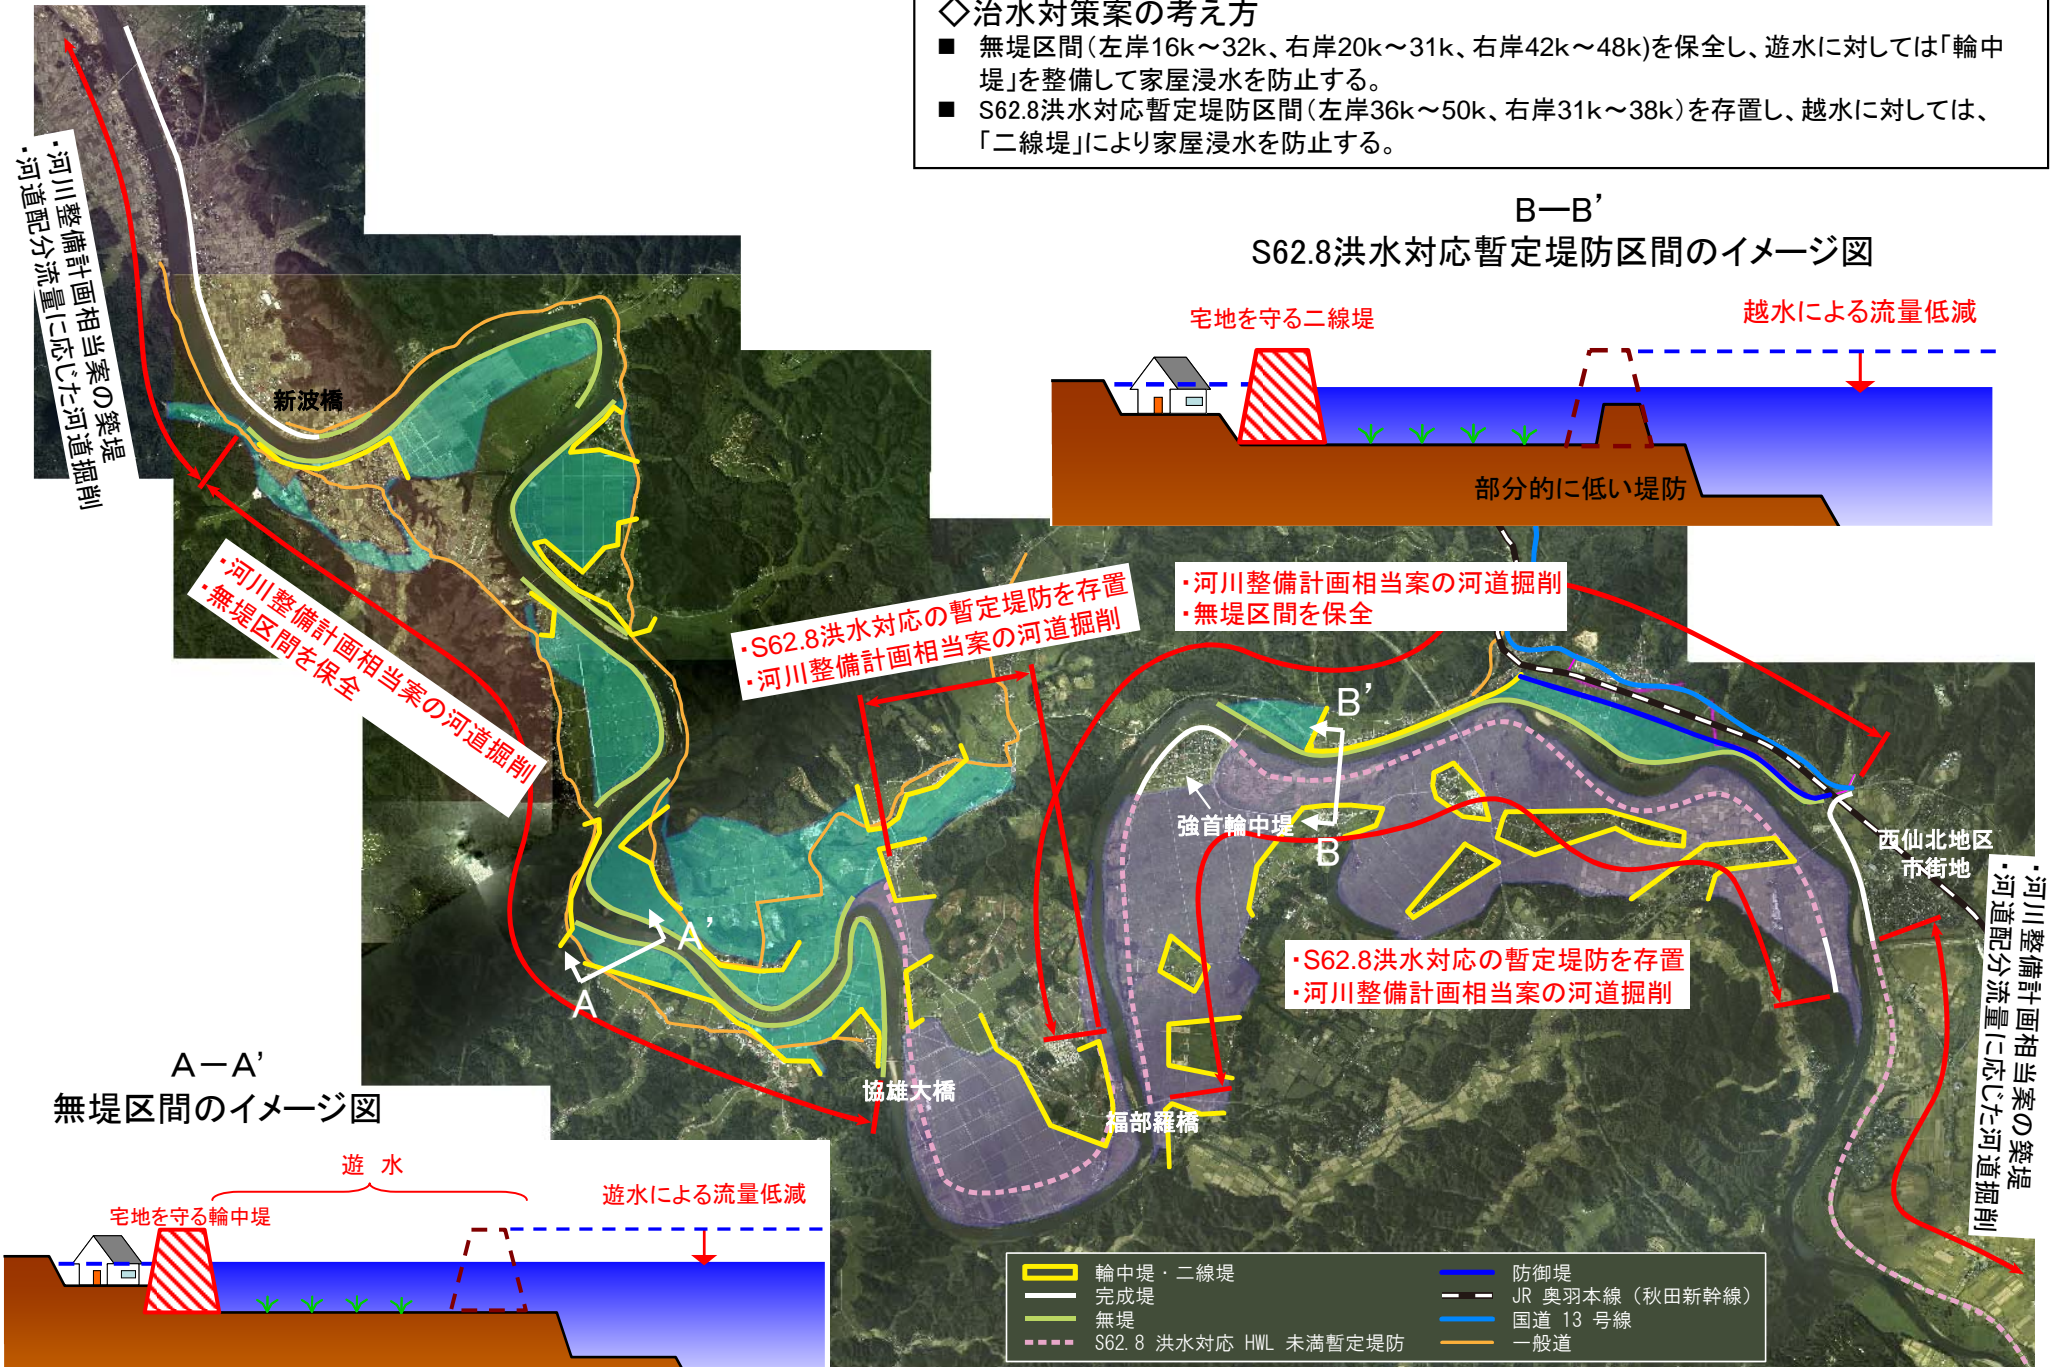 ◇治水対策案の考え方
■ 無堤区間(左岸16k～32k、右岸20k～31k、右岸42k～48k)を保全し、遊水に対しては「輪中
堤」を整備して家屋浸水を防止する。
■ S62.8洪水対応暫定堤防区間(左岸36k～50k、右岸31k～38k)を存置し、越水に対しては、
「二線堤」により家屋浸水を防止する。
B―B’
S62.8洪水対応暫定堤防区間のイメージ図
宅地を守る二線堤
越水による流量低減
部分的に低い堤防
・河川整備計画相当案の築堤
・河道配分流量に応じた河道掘削
新波橋
・河川整備計画相当案の河道掘削
・無堤区間を保全
・S62.8洪水対応の暫定堤防を存置
・河川整備計画相当案の河道掘削
・河川整備計画相当案の河道掘削
・無堤区間を保全
B’
強首輪中堤
B
西仙北地区
市街地
・S62.8洪水対応の暫定堤防を存置
・河川整備計画相当案の河道掘削
・河川整備計画相当案の築堤
・河道配分流量に応じた河道掘削
A’
A
協雄大橋
福部羅橋
A－A’
無堤区間のイメージ図
遊 水
遊水による流量低減
宅地を守る輪中堤
輪中堤・二線堤
完成堤
無堤
S62.8 洪水対応 HWL 未満暫定堤防
防御堤
JR 奥羽本線（秋田新幹線）
国道 13 号線
一般道